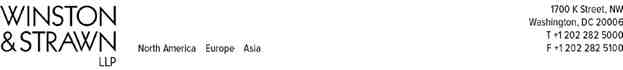 WINSTON
& STRAWN
LLP
North America Europe Asia
1700 K Street, NW
Washington, DC 20006
T +1 202 282 5000
F +1 202 282 5100